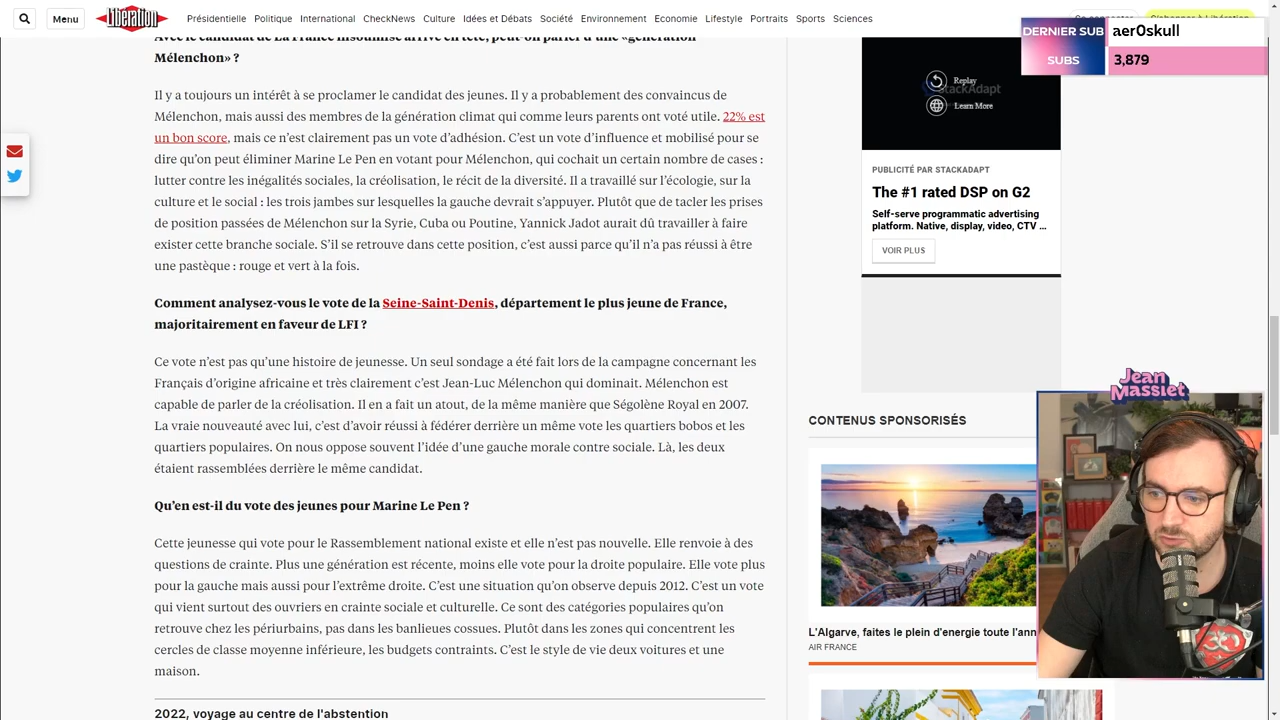 Menu
Libération
Présidentielle Politique International CheckNews Culture Idées et Débats Société Environnement Economie Lifestyle Portraits Sports Sciences
DERNIER SUB
aer0skull
SUBS
3,879
Mélenchon» ?
Il y a toujours un intérêt à se proclamer le candidat des jeunes. Il y a probablement des convaincus de
Mélenchon, mais aussi des membres de la génération climat qui comme leurs parents ont voté utile. 22% est
un bon score, mais ce n’est clairement pas un vote d’adhésion. C’est un vote d’influence et mobilisé pour se
dire qu’on peut éliminer Marine Le Pen en votant pour Mélenchon, qui cochait un certain nombre de cases :
lutter contre les inégalités sociales, la créolisation, le récit de la diversité. Il a travaillé sur l’écologie, sur la
culture et le social : les trois jambes sur lesquelles la gauche devrait s’appuyer. Plutôt que de tacler les prises
de position passées de Mélenchon sur la Syrie, Cuba ou Poutine, Yannick Jadot aurait dû travailler à faire
exister cette branche sociale. S’il se retrouve dans cette position, c’est aussi parce qu’il n’a pas réussi à être
une pastèque : rouge et vert à la fois.
Comment analysez-vous le vote de la Seine-Saint-Denis, département le plus jeune de France,
majoritairement en faveur de LFI ?
Ce vote n’est pas qu’une histoire de jeunesse. Un seul sondage a été fait lors de la campagne concernant les
Français d’origine africaine et très clairement c’est Jean-Luc Mélenchon qui dominait. Mélenchon est
capable de parler de la créolisation. Il en a fait un atout, de la même manière que Ségolène Royal en 2007.
La vraie nouveauté avec lui, c’est d’avoir réussi à fédérer derrière un même vote les quartiers bobos et les
quartiers populaires. On nous oppose souvent l’idée d’une gauche morale contre sociale. Là, les deux
étaient rassemblées derrière le même candidat.
Qu’en est-il du vote des jeunes pour Marine Le Pen ?
Cette jeunesse qui vote pour le Rassemblement national existe et elle n’est pas nouvelle. Elle renvoie à des
questions de crainte. Plus une génération est récente, moins elle vote pour la droite populaire. Elle vote plus
pour la gauche mais aussi pour l’extrême droite. C’est une situation qu’on observe depuis 2012. C’est un vote
qui vient surtout des ouvriers en crainte sociale et culturelle. Ce sont des catégories populaires qu’on
retrouve chez les périurbains, pas dans les banlieues cossues. Plutôt dans les zones qui concentrent les
cercles de classe moyenne inférieure, les budgets contraints. C’est le style de vie deux voitures et une
maison.
2022, voyage au centre de l'abstention
Replay
StackAdapt
Learn More
PUBLICITÉ PAR STACKADAPT
The #1 rated DSP on G2
Self-serve programmatic advertising
platform. Native, display, video, CTV ...
VOIR PLUS
CONTENUS SPONSORISÉS
L'Algarve, faites le plein d'energie toute l'ann
AIR FRANCE
Jean
Massiet